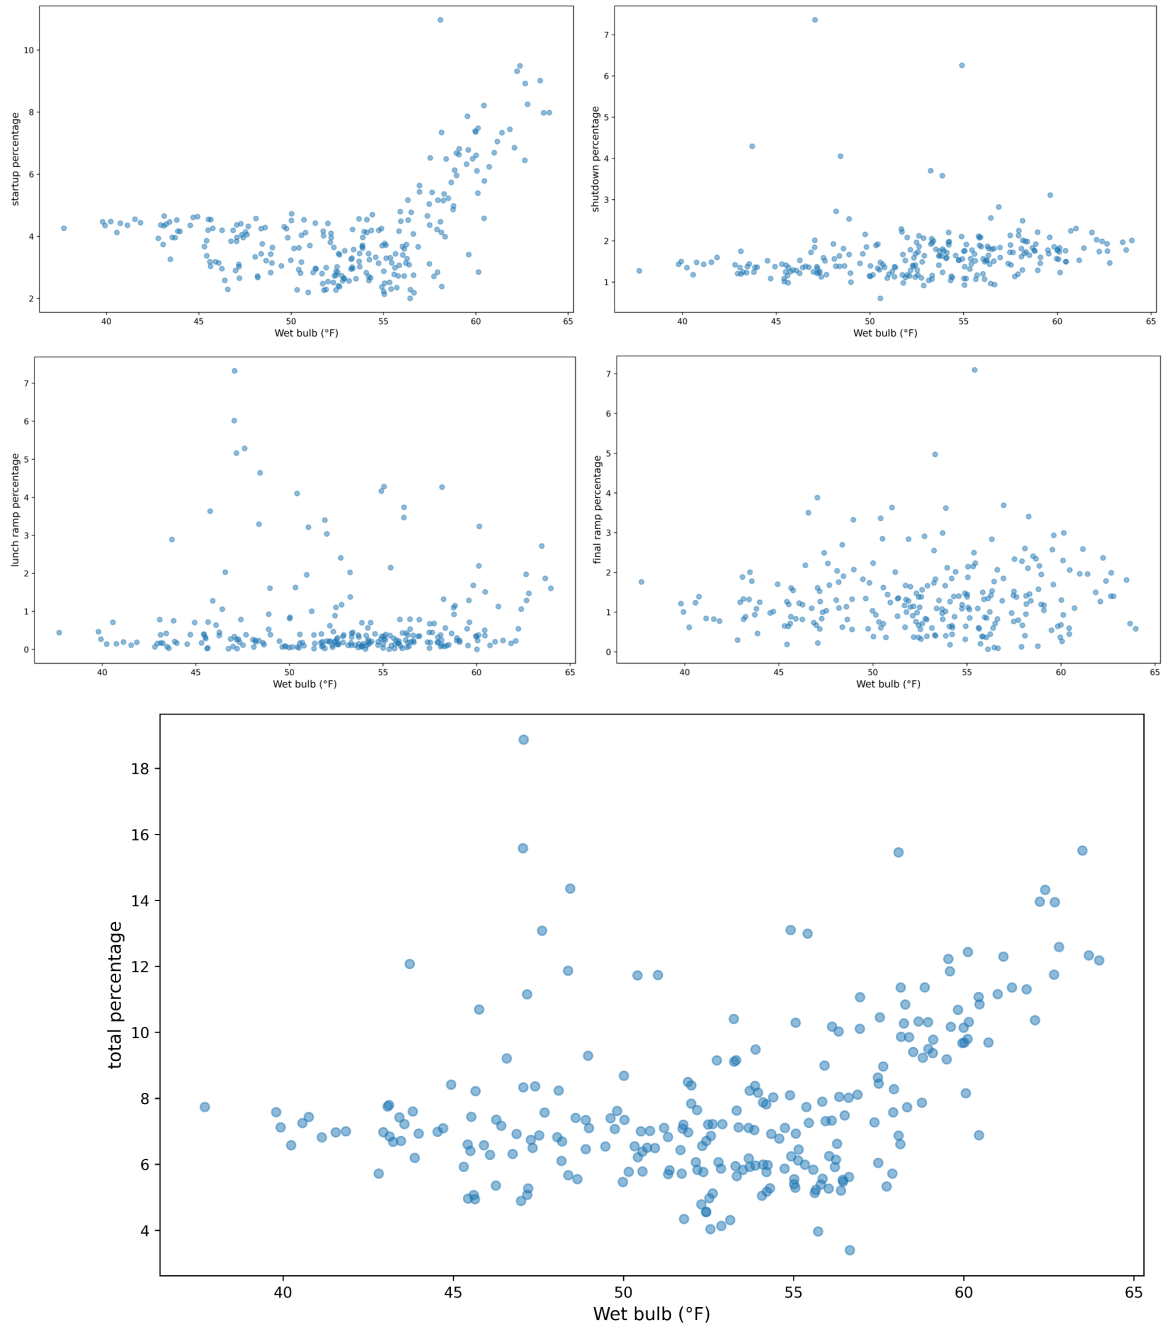 startup percentage
10
8
6
4
2
40 45 50 55 60 65
Wet bulb (°F)
shutdown percentage
7
6
5
4
3
2
1
40 45 50 55 60 65
Wet bulb (°F)
lunch ramp percentage
7
6
5
4
3
2
1
0
40 45 50 55 60 65
Wet bulb (°F)
final ramp percentage
7
6
5
4
3
2
1
0
40 45 50 55 60 65
Wet bulb (°F)
total percentage
18
16
14
12
10
8
6
4
40 45 50 55 60 65
Wet bulb (°F)